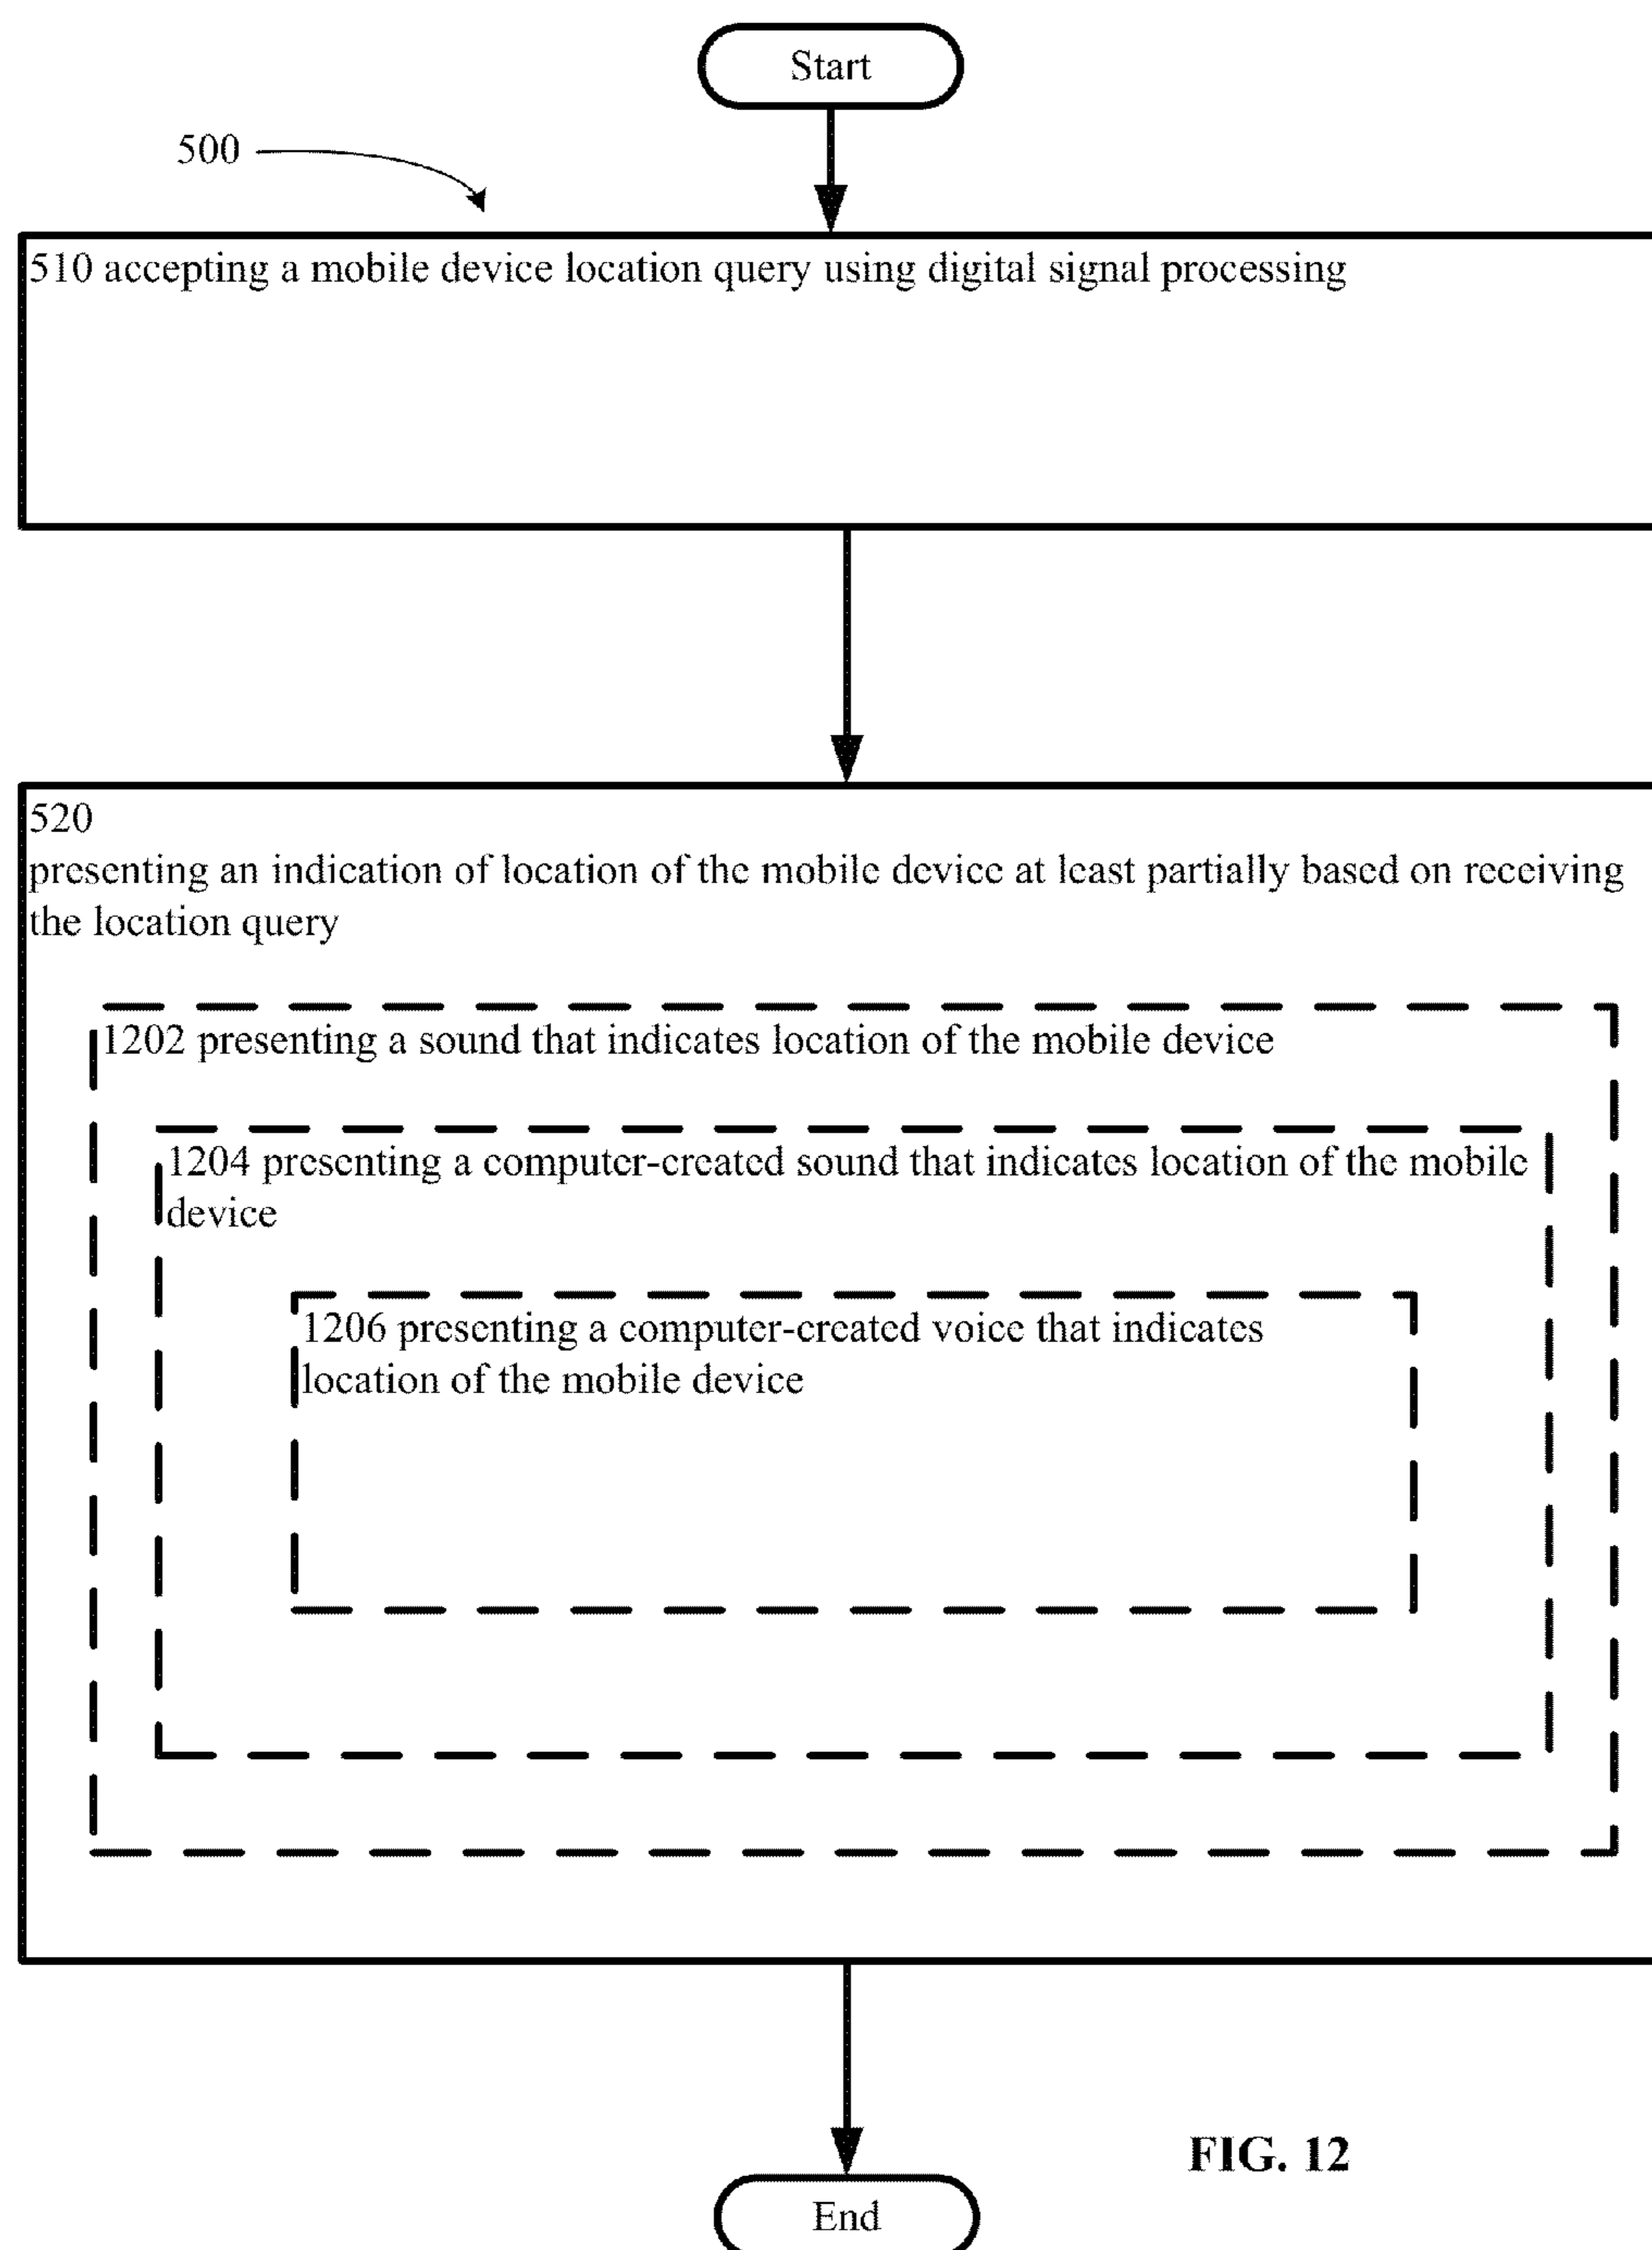 Start
500
510 accepting a mobile device location query using digital signal processing
520
presenting an indication of location of the mobile device at least partially based on receiving
the location query
1202 presenting a sound that indicates location of the mobile device
1204 presenting a computer-created sound that indicates location of the mobile
device
1206 presenting a computer-created voice that indicates
location of the mobile device
FIG. 12
End